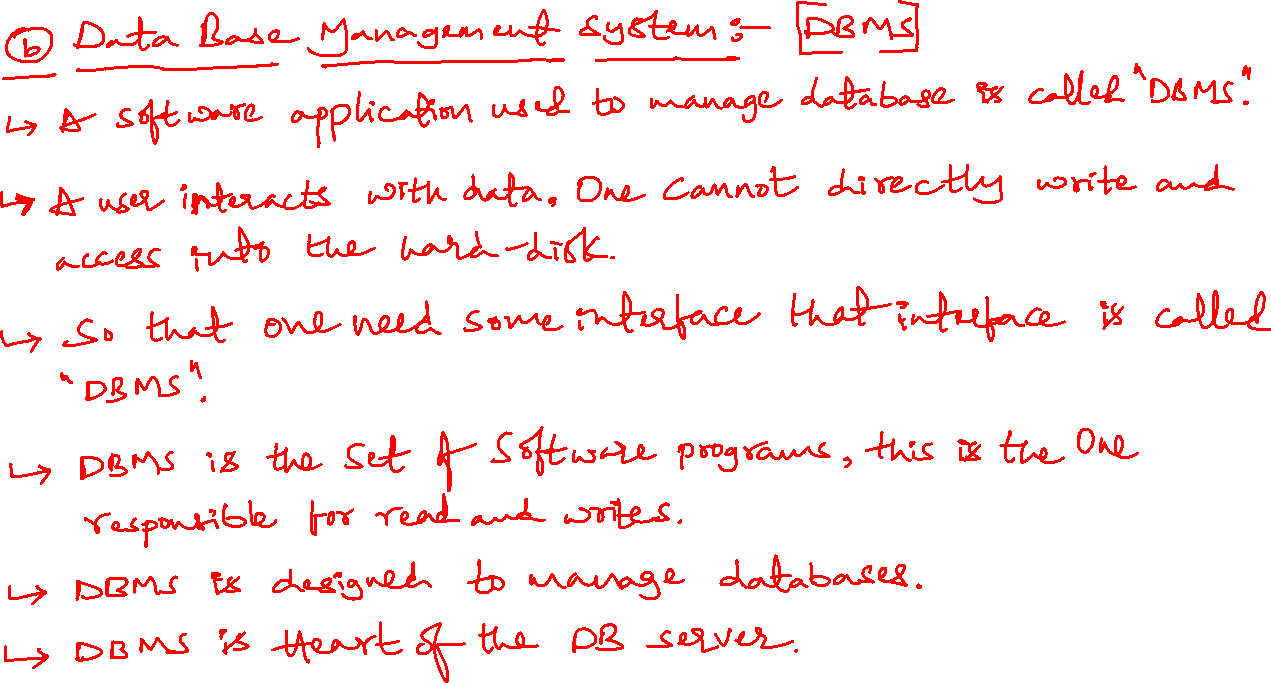 ⓑ Data Base Management System :- [DBMS]
↳ A software application used to manage database is called "DBMS".
↳ A user interacts with data. One cannot directly write and
access into the hard-disk.
↳ So that one need some interface that interface is called
"DBMS".
↳ DBMS is the set of software programs, this is the One
responsible for read and writes.
↳ DBMS is designed to manage databases.
↳ DBMS is Heart of the DB server.